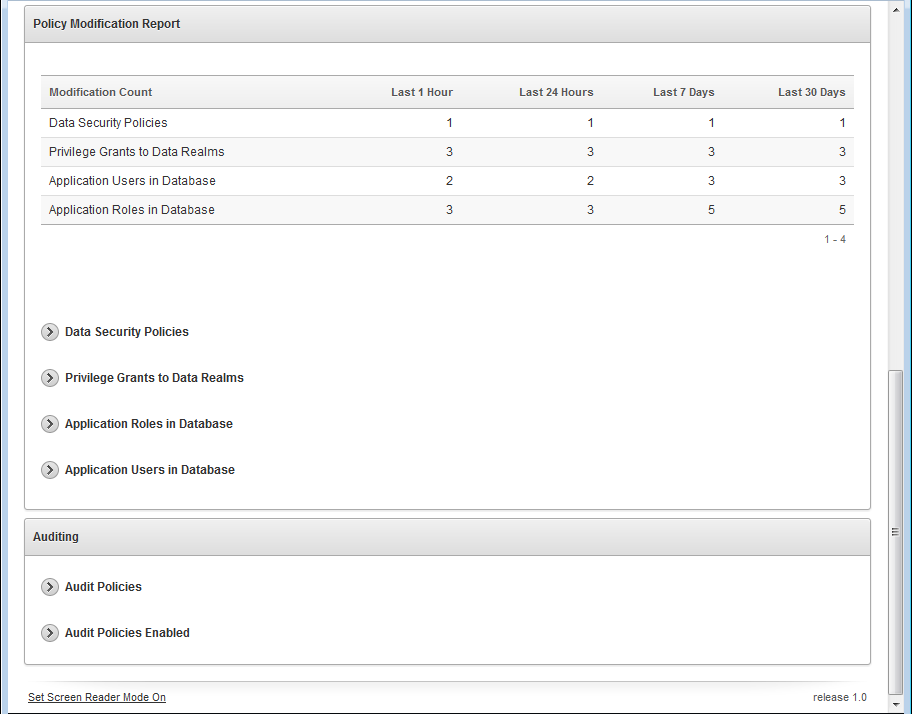 Policy Modification Report
Modification Count Last 1 Hour Last 24 Hours Last 7 Days Last 30 Days
Data Security Policies 1 1 1 1
Privilege Grants to Data Realms 3 3 3 3
Application Users in Database 2 2 3 3
Application Roles in Database 3 3 5 5
1 - 4
Data Security Policies
Privilege Grants to Data Realms
Application Roles in Database
Application Users in Database
Auditing
Audit Policies
Audit Policies Enabled
Set Screen Reader Mode On release 1.0